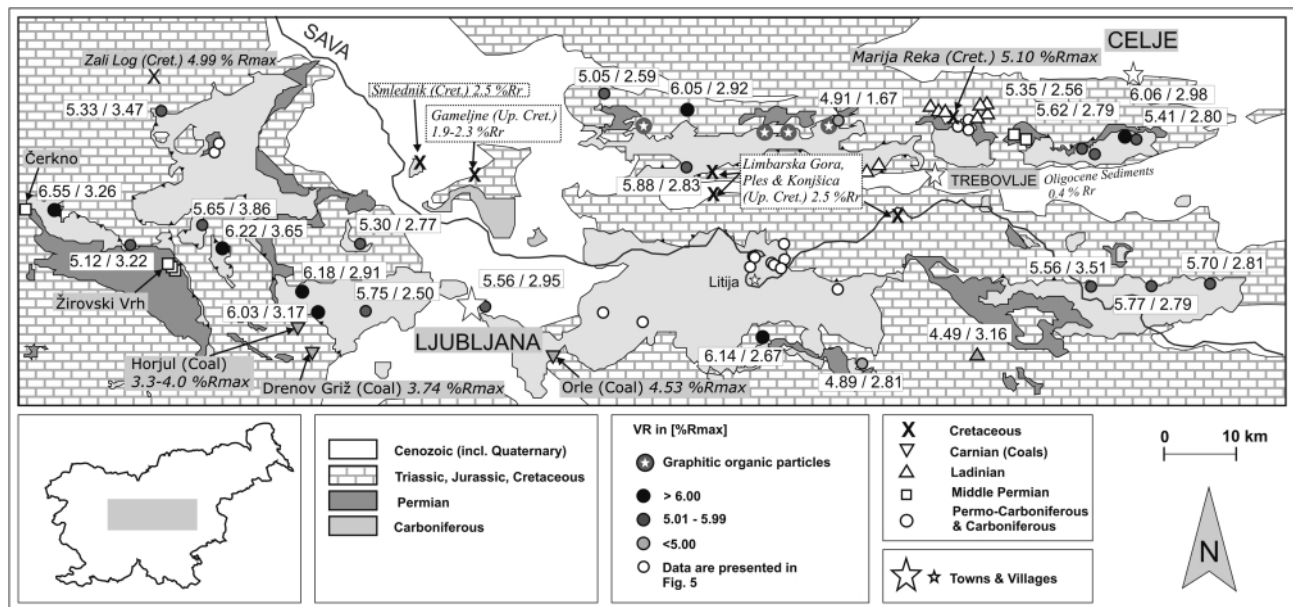 Zali Log (Cret.) 4.99 % Rmax
SAVA
CELJE
Marija Reka (Cret.) 5.10 %Rmax
5.33 / 3.47
Smlednik (Cret.) 2.5 %Rr
Gameljne (Up. Cret.)
1.9-2.3 %Rr
5.05 / 2.59
6.05 / 2.92
4.91 / 1.67
5.35 / 2.56
5.62 / 2.79
6.06 / 2.98
5.41 / 2.80
Čerkno
6.55 / 3.26
5.88 / 2.83
Limbarska Gora,
Ples & Konjšica
(Up. Cret.) 2.5 %Rr
TREBOVLJE
Oligocene Sediments
0.4 % Rr
5.65 / 3.86
6.22 / 3.65
5.30 / 2.77
5.12 / 3.22
Žirovski Vrh
6.18 / 2.91
5.75 / 2.50
6.03 / 3.17
5.56 / 2.95
Litija
5.56 / 3.51
5.70 / 2.81
5.77 / 2.79
4.49 / 3.16
LJUBLJANA
6.14 / 2.67
4.89 / 2.81
Horjul (Coal)
3.3-4.0 %Rmax
Drenov Griž (Coal) 3.74 %Rmax
Orle (Coal) 4.53 %Rmax
Cenozoic (incl. Quaternary)
Triassic, Jurassic, Cretaceous
Permian
Carboniferous
VR in [%Rmax]
Graphitic organic particles
> 6.00
5.01 - 5.99
<5.00
Data are presented in
Fig. 5
X Cretaceous
Carnian (Coals)
Ladinian
Middle Permian
Permo-Carboniferous
& Carboniferous
Towns & Villages
0 10 km
N